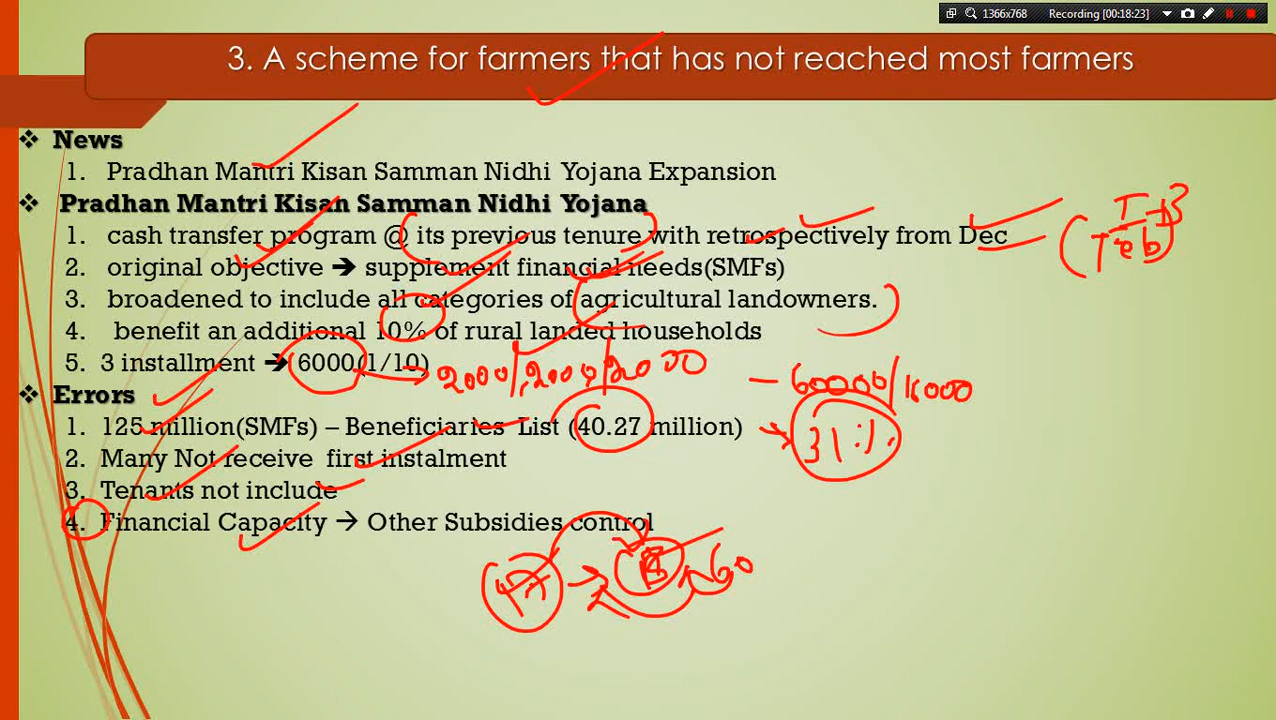 1366x768 Recording [00:18:23]
3. A scheme for farmers that has not reached most farmers
❖ News
1. Pradhan Mantri Kisan Samman Nidhi Yojana Expansion
❖ Pradhan Mantri Kisan Samman Nidhi Yojana
1. cash transfer program @ its previous tenure with retrospectively from Dec
2. original objective → supplement financial needs(SMFs)
3. broadened to include all categories of agricultural landowners.
4. benefit an additional 10% of rural landed households
5. 3 installment → 6000(1/10)
2000/,2000/2000
60000/
❖ Errors
1. 125 million(SMFs) – Beneficiaries List (40.27 million)
31%
2. Many Not receive first instalment
3. Tenants not include
4. Financial Capacity → Other Subsidies control
60